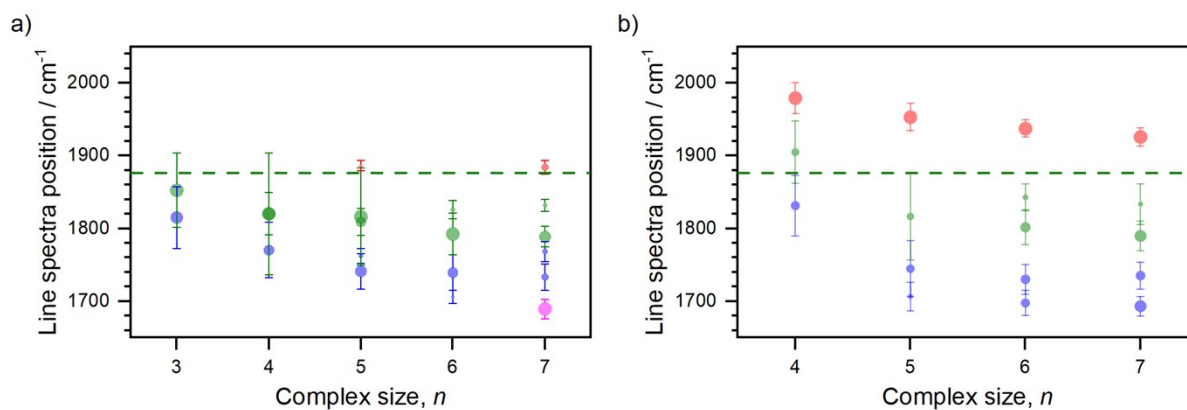 a)
Line spectra position / cm⁻¹
2000
1900
1800
1700
3 4 5 6 7
Complex size, n
b)
Line spectra position / cm⁻¹
2000
1900
1800
1700
4 5 6 7
Complex size, n